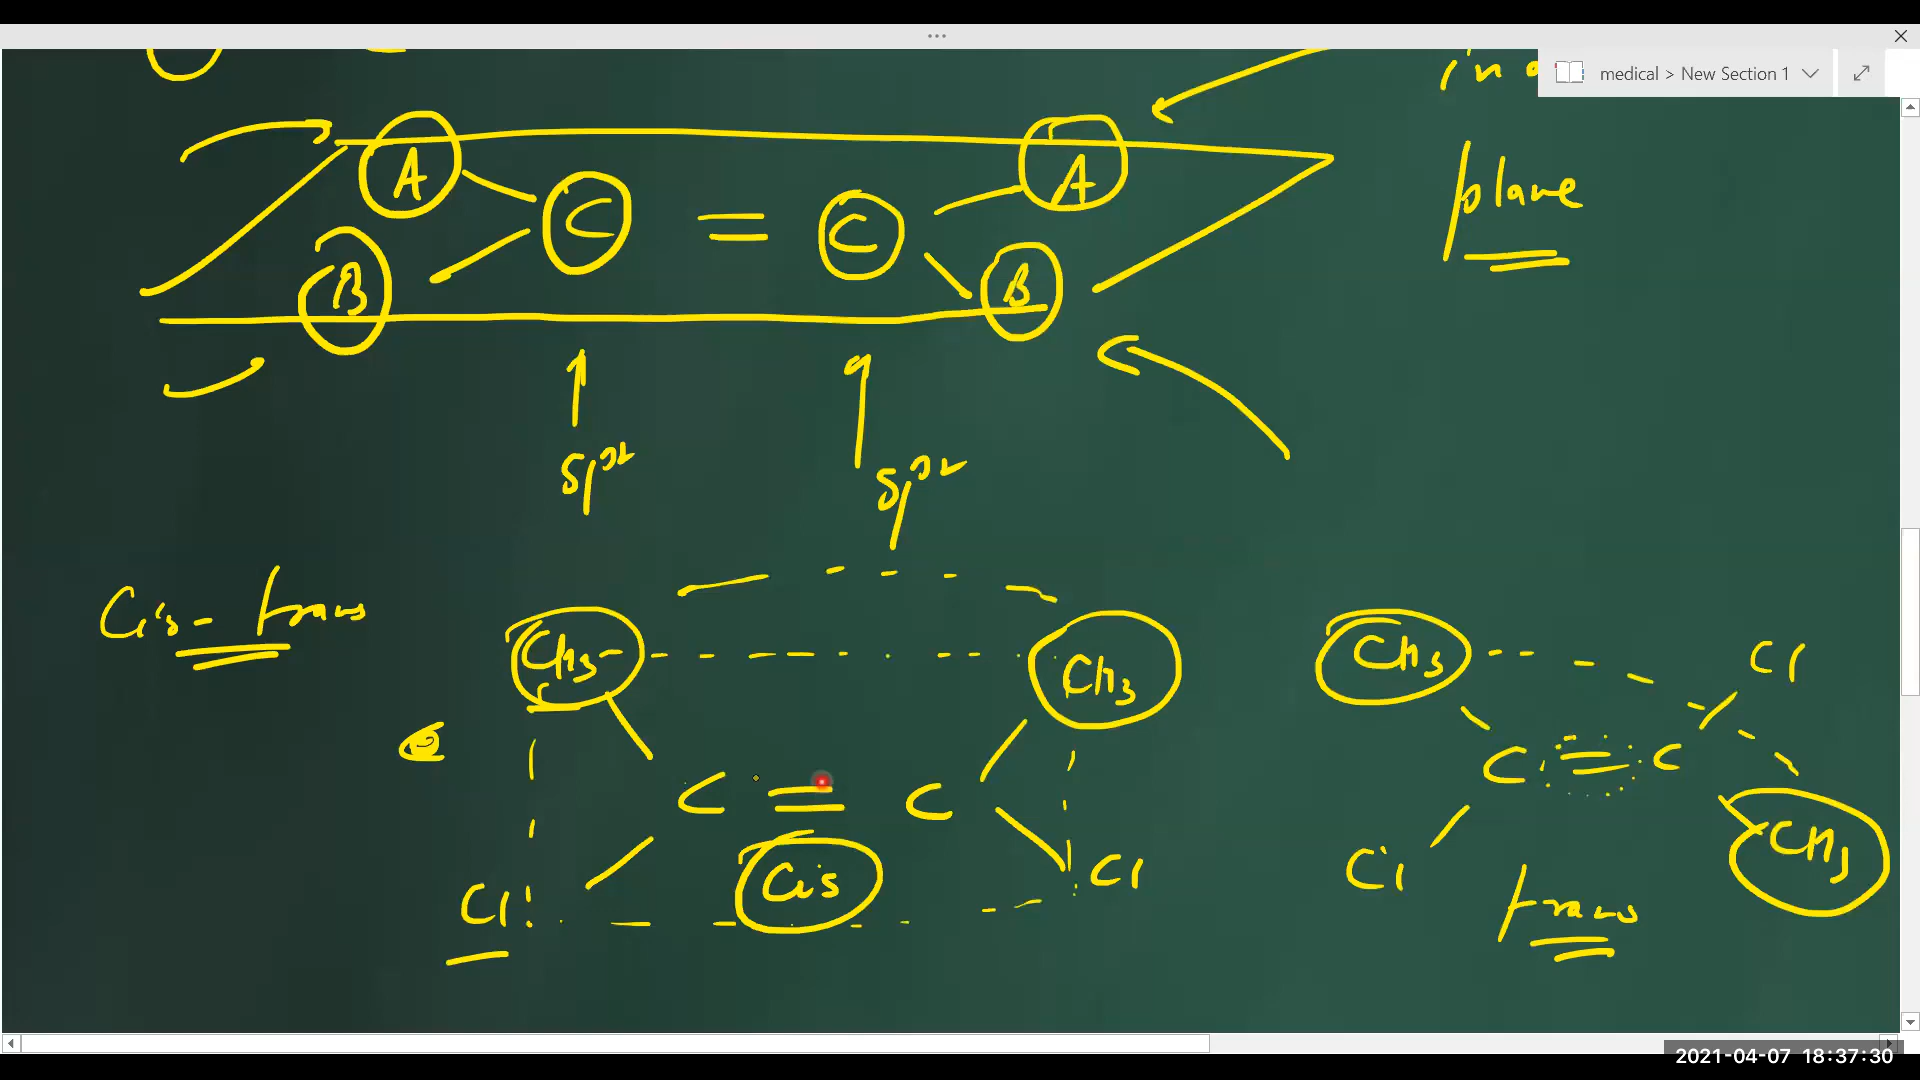 ...
in
medical > New Section 1
A A
C = C
B B
plane
sp²
sp²
Cis - trans
CH3 CH3
C = C
Cl Cl
Cis
CH3 Cl
C = C
Cl CH3
trans
2021-04-07 18:37:30